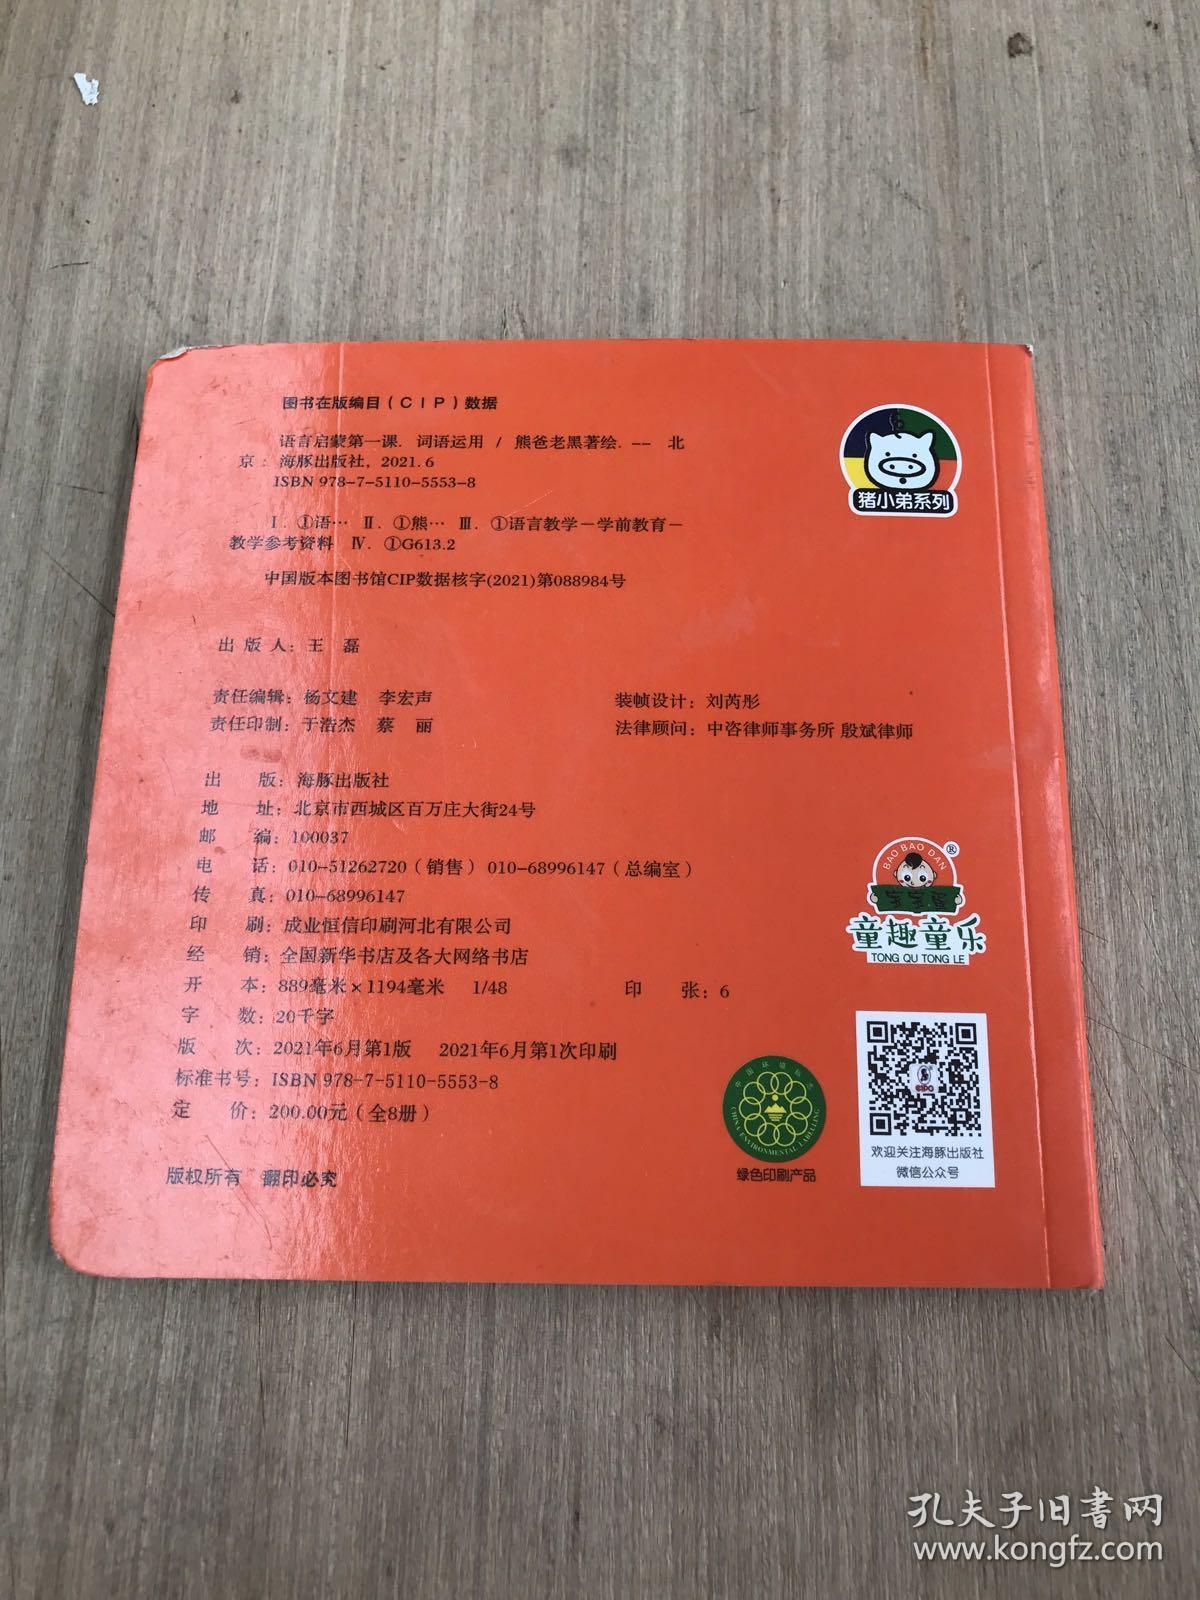 图书在版编目（CIP）数据
语言启蒙第一课．词语运用 / 熊爸老黑著绘．-- 北
京：海豚出版社，2021.6
ISBN 978-7-5110-5553-8
Ⅰ．①语… Ⅱ．①熊… Ⅲ．①语言教学－学前教育－
教学参考资料 Ⅳ．①G613.2
中国版本图书馆CIP数据核字(2021)第088984号
猪小弟系列
出 版 人：王 磊
责任编辑：杨文建 李宏声 装帧设计：刘芮彤
责任印制：于浩杰 蔡 丽 法律顾问：中咨律师事务所 殷斌律师
出 版：海豚出版社
地 址：北京市西城区百万庄大街24号
邮 编：100037
电 话：010-51262720（销售）010-68996147（总编室）
传 真：010-68996147
印 刷：成业恒信印刷河北有限公司
经 销：全国新华书店及各大网络书店
开 本：889毫米×1194毫米 1/48 印 张：6
字 数：20千字
版 次：2021年6月第1版 2021年6月第1次印刷
标准书号：ISBN 978-7-5110-5553-8
定 价：200.00元（全8册）
版权所有 翻印必究
BAO BAO DAN ®
宝宝蛋
童趣童乐
TONG QU TONG LE
中国环境标志
CHINA ENVIRONMENTAL LABELLING
绿色印刷产品
欢迎关注海豚出版社
微信公众号
孔夫子旧书网
www.kongfz.com